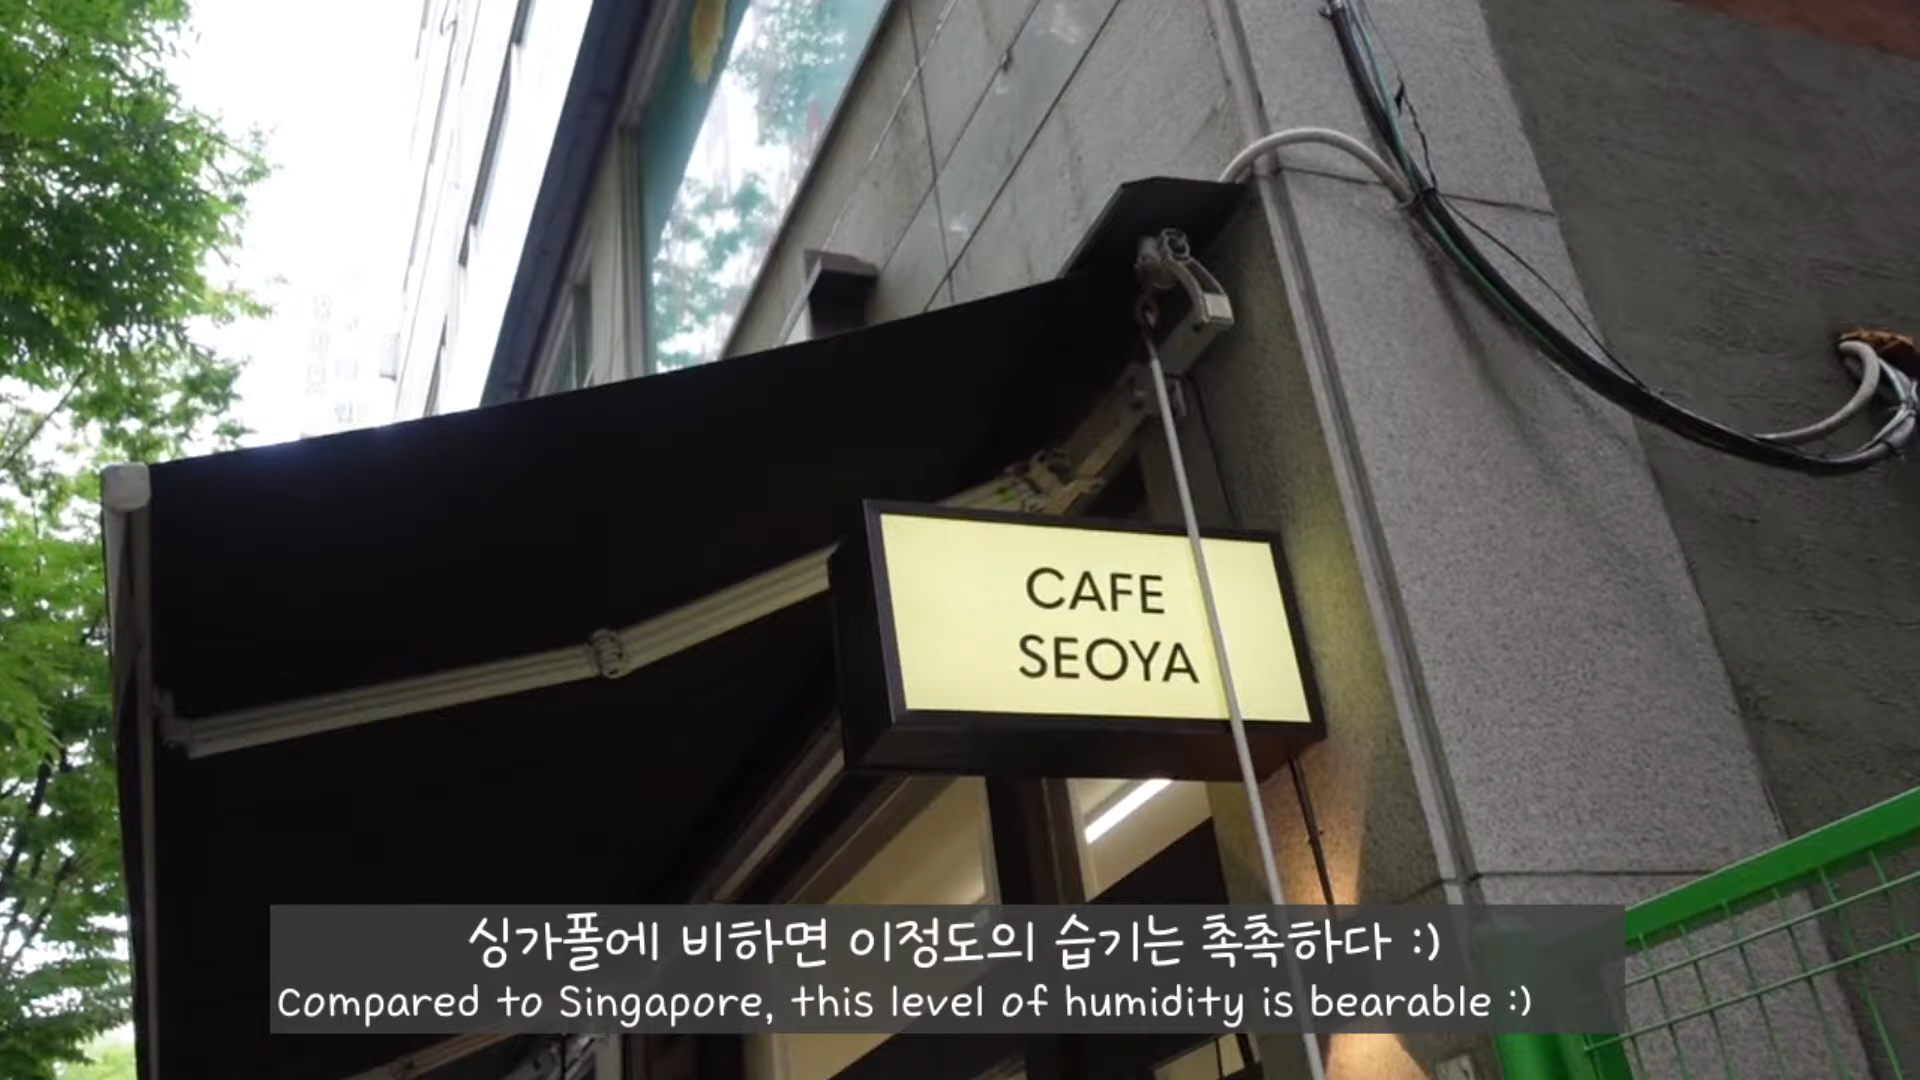 CAFE
SEOYA
싱가폴에 비하면 이정도의 습기는 촉촉하다 :)
Compared to Singapore, this level of humidity is bearable :)